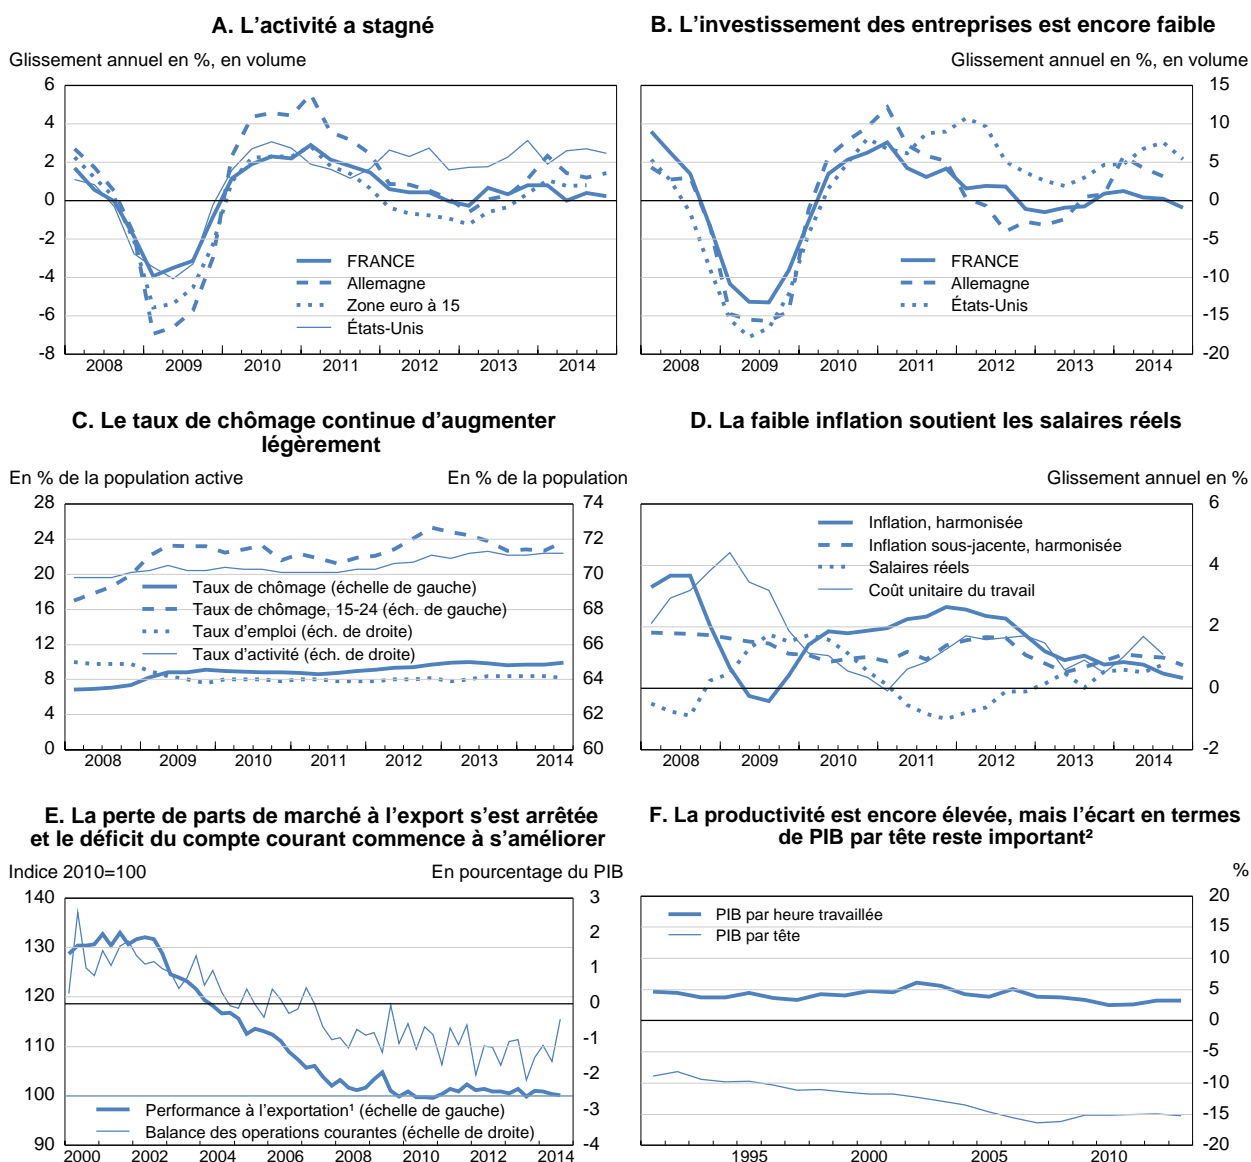 A. L'activité a stagné
Glissement annuel en %, en volume
6
4
2
0
-2
-4
-6
-8
FRANCE
Allemagne
Zone euro à 15
États-Unis
2008 2009 2010 2011 2012 2013 2014
B. L'investissement des entreprises est encore faible
Glissement annuel en %, en volume
15
10
5
0
-5
-10
-15
-20
FRANCE
Allemagne
États-Unis
2008 2009 2010 2011 2012 2013 2014
C. Le taux de chômage continue d'augmenter
légèrement
En % de la population active En % de la population
28 74
24 72
20 70
16 68
12 66
8 64
4 62
0 60
Taux de chômage (échelle de gauche)
Taux de chômage, 15-24 (éch. de gauche)
Taux d'emploi (éch. de droite)
Taux d'activité (éch. de droite)
2008 2009 2010 2011 2012 2013 2014
D. La faible inflation soutient les salaires réels
Glissement annuel en %
6
4
2
0
-2
Inflation, harmonisée
Inflation sous-jacente, harmonisée
Salaires réels
Coût unitaire du travail
2008 2009 2010 2011 2012 2013 2014
E. La perte de parts de marché à l'export s'est arrêtée
et le déficit du compte courant commence à s'améliorer
Indice 2010=100 En pourcentage du PIB
140 3
130 2
120 1
110 0
100 -1
90 -2
-3
-4
Performance à l'exportation¹ (échelle de gauche)
Balance des operations courantes (échelle de droite)
2000 2002 2004 2006 2008 2010 2012 2014
F. La productivité est encore élevée, mais l'écart en termes
de PIB par tête reste important²
%
20
15
10
5
0
-5
-10
-15
-20
PIB par heure travaillée
PIB par tête
1995 2000 2005 2010